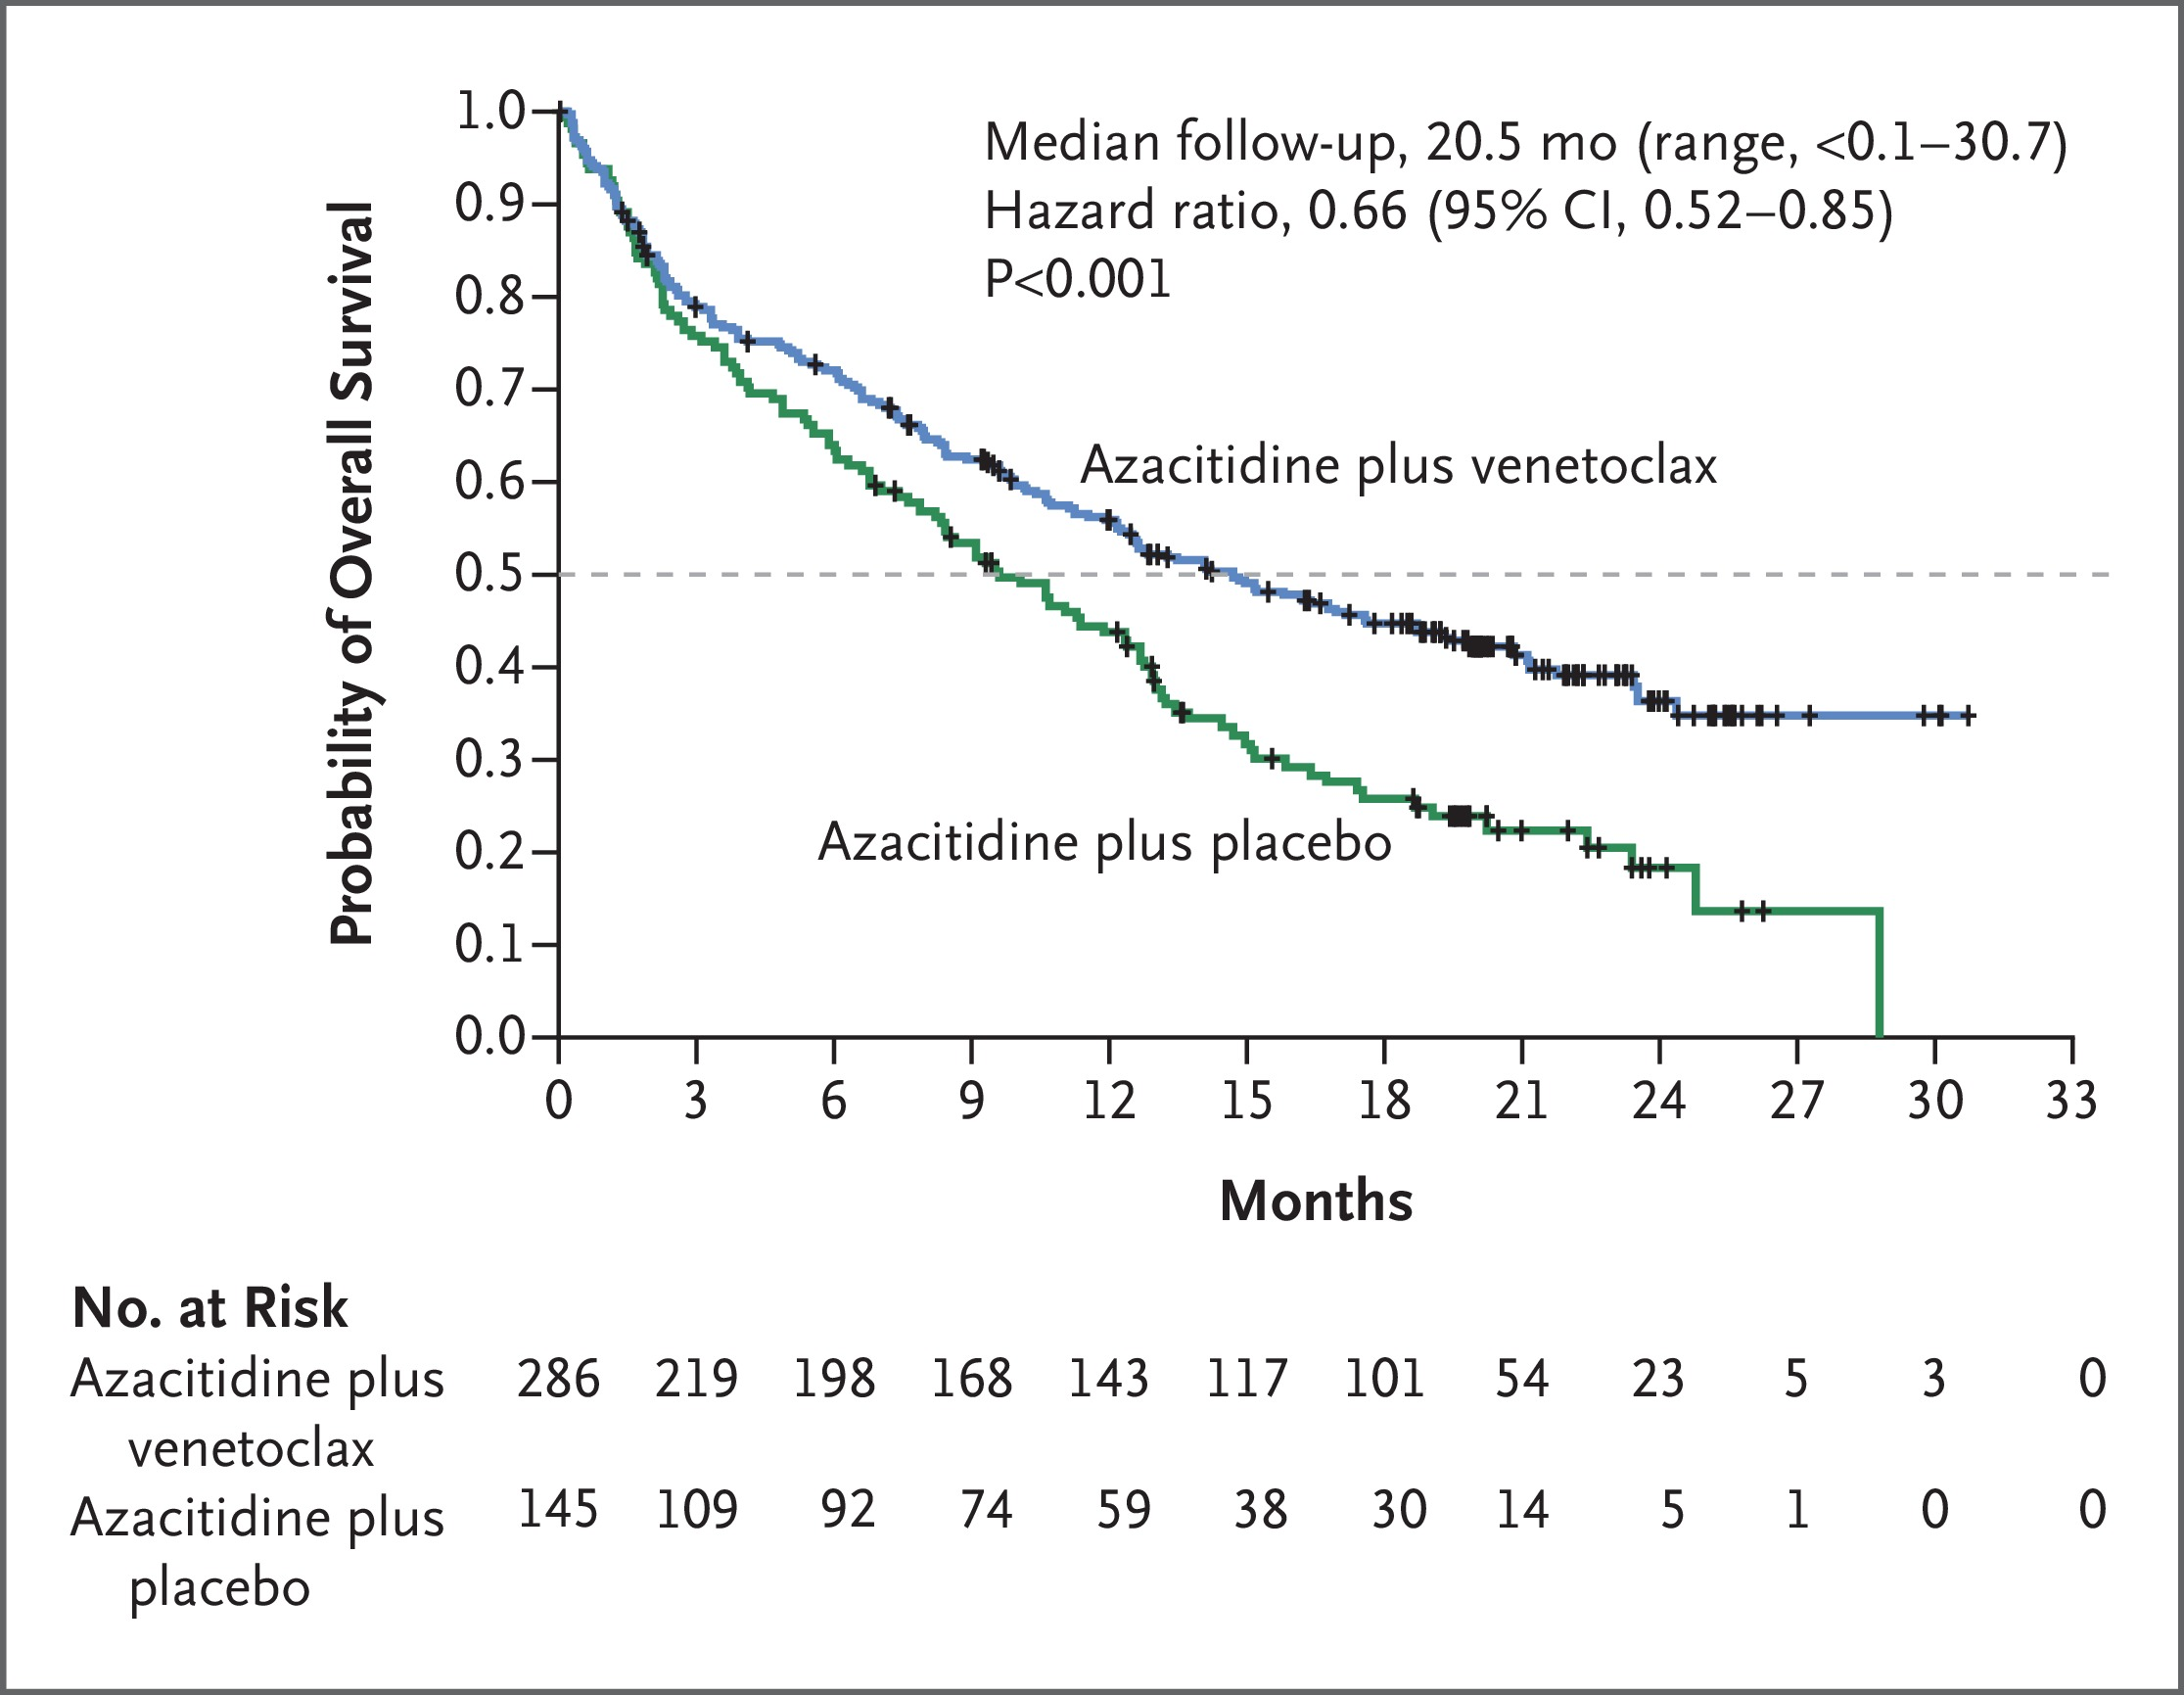 Probability of Overall Survival
1.0
0.9
0.8
0.7
0.6
0.5
0.4
0.3
0.2
0.1
0.0
Median follow-up, 20.5 mo (range, <0.1–30.7)
Hazard ratio, 0.66 (95% CI, 0.52–0.85)
P<0.001
Azacitidine plus venetoclax
Azacitidine plus placebo
0 3 6 9 12 15 18 21 24 27 30 33
Months
No. at Risk
Azacitidine plus 286 219 198 168 143 117 101 54 23 5 3 0
venetoclax
Azacitidine plus 145 109 92 74 59 38 30 14 5 1 0 0
placebo